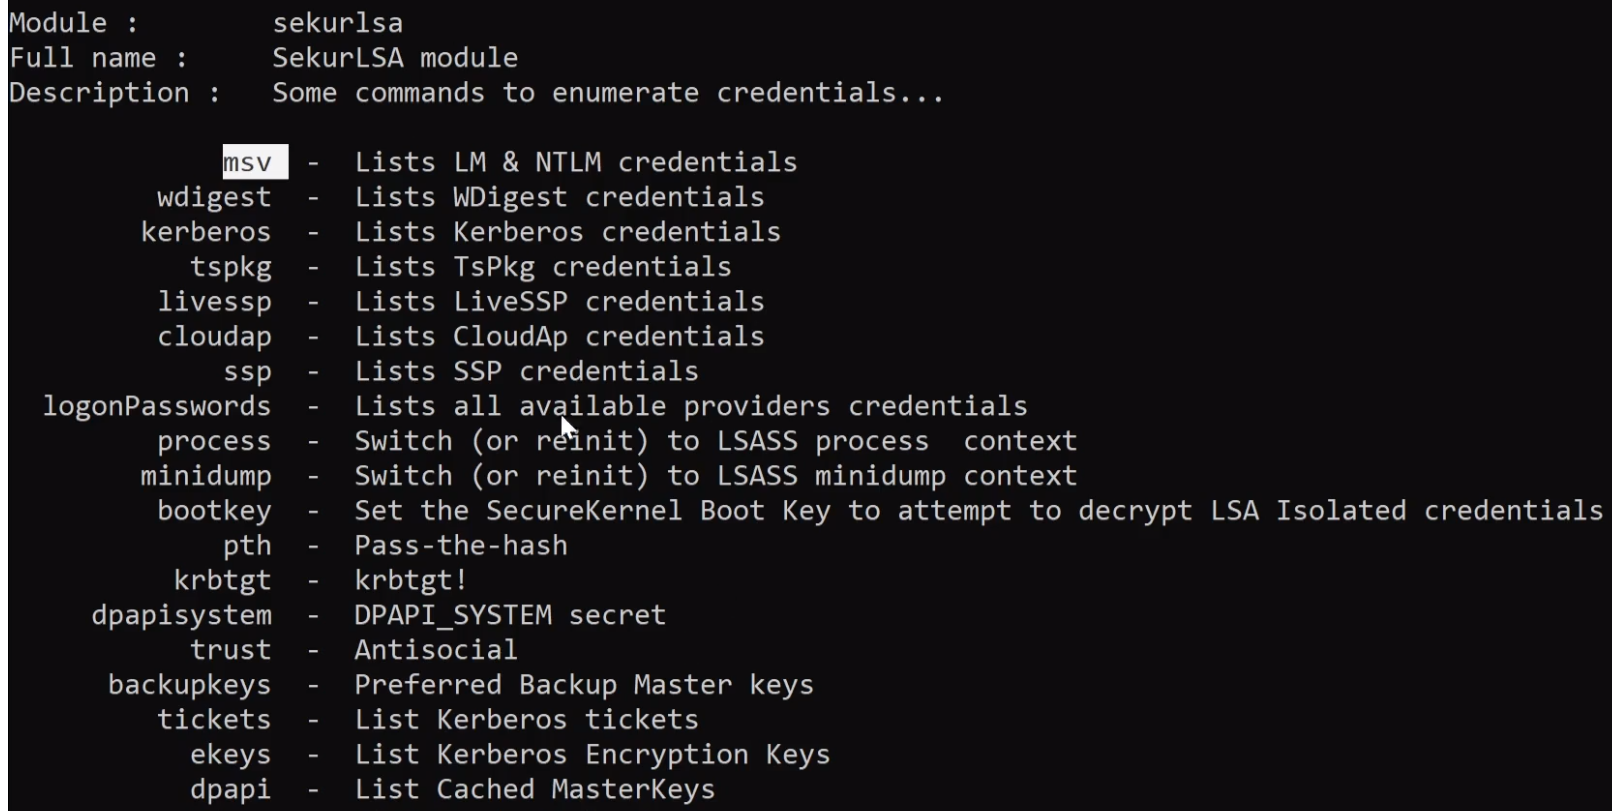 Module :        sekurlsa
Full name :     SekurLSA module
Description :   Some commands to enumerate credentials...
             msv  -  Lists LM & NTLM credentials
         wdigest  -  Lists WDigest credentials
        kerberos  -  Lists Kerberos credentials
           tspkg  -  Lists TsPkg credentials
         livessp  -  Lists LiveSSP credentials
         cloudap  -  Lists CloudAp credentials
             ssp  -  Lists SSP credentials
  logonPasswords  -  Lists all available providers credentials
         process  -  Switch (or reinit) to LSASS process  context
        minidump  -  Switch (or reinit) to LSASS minidump context
         bootkey  -  Set the SecureKernel Boot Key to attempt to decrypt LSA Isolated credentials
             pth  -  Pass-the-hash
          krbtgt  -  krbtgt!
     dpapisystem  -  DPAPI_SYSTEM secret
           trust  -  Antisocial
      backupkeys  -  Preferred Backup Master keys
         tickets  -  List Kerberos tickets
           ekeys  -  List Kerberos Encryption Keys
           dpapi  -  List Cached MasterKeys